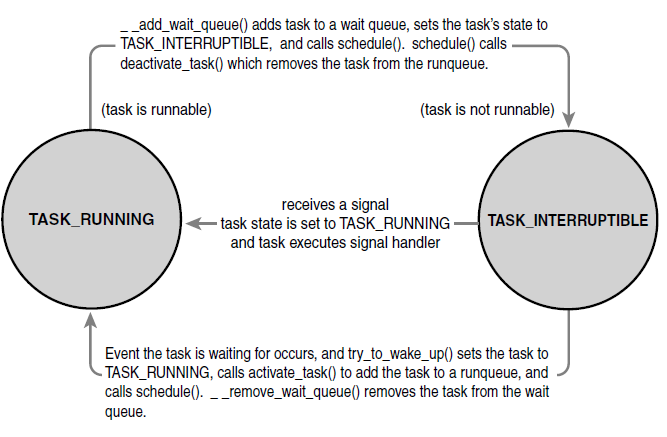 _ _add_wait_queue() adds task to a wait queue, sets the task's state to
TASK_INTERRUPTIBLE, and calls schedule(). schedule() calls
deactivate_task() which removes the task from the runqueue.
(task is runnable)
(task is not runnable)
TASK_RUNNING
receives a signal
task state is set to TASK_RUNNING
and task executes signal handler
TASK_INTERRUPTIBLE
Event the task is waiting for occurs, and try_to_wake_up() sets the task to
TASK_RUNNING, calls activate_task() to add the task to a runqueue, and
calls schedule(). _ _remove_wait_queue() removes the task from the wait
queue.